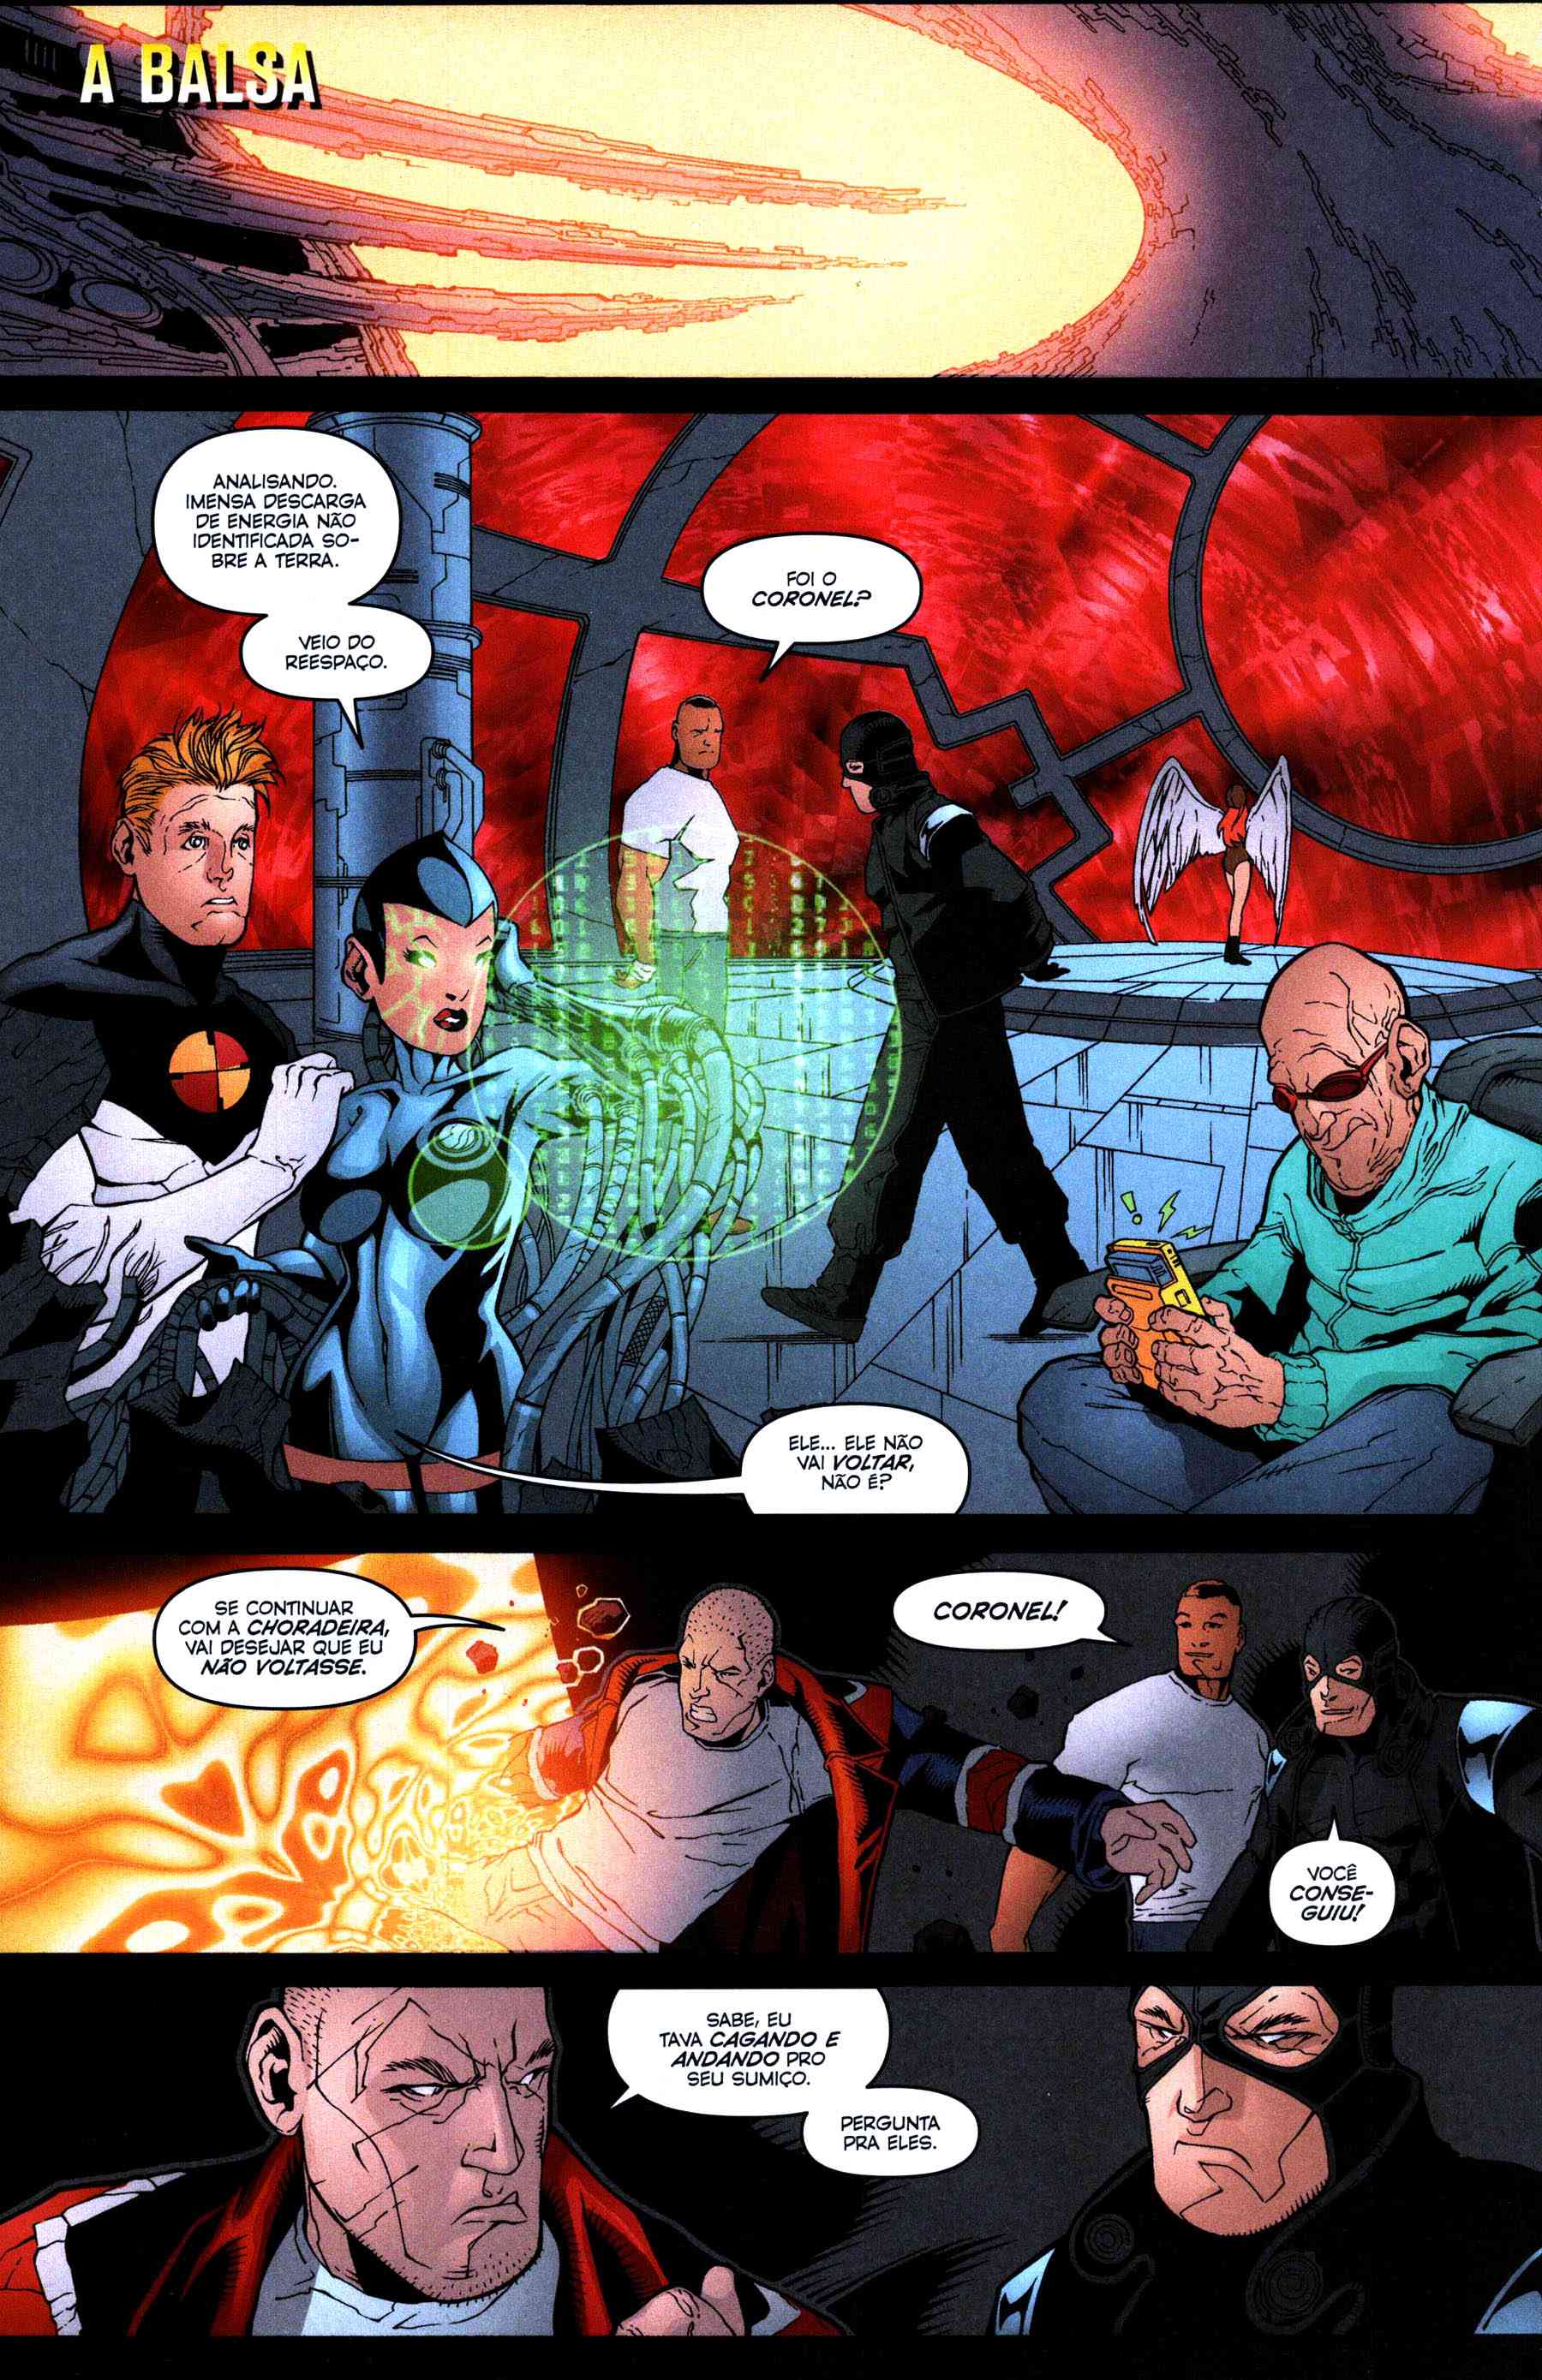 A BALSA
ANALISANDO.
IMENSA DESCARGA
DE ENERGIA NÃO
IDENTIFICADA SO-
BRE A TERRA.
VEIO DO
REESPAÇO.
FOI O
CORONEL?
ELE... ELE NÃO
VAI VOLTAR,
NÃO É?
SE CONTINUAR
COM A CHORADEIRA,
VAI DESEJAR QUE EU
NÃO VOLTASSE.
CORONEL!
VOCÊ
CONSE-
GUIU!
SABE, EU
TAVA CAGANDO E
ANDANDO PRO
SEU SUMIÇO.
PERGUNTA
PRA ELES.